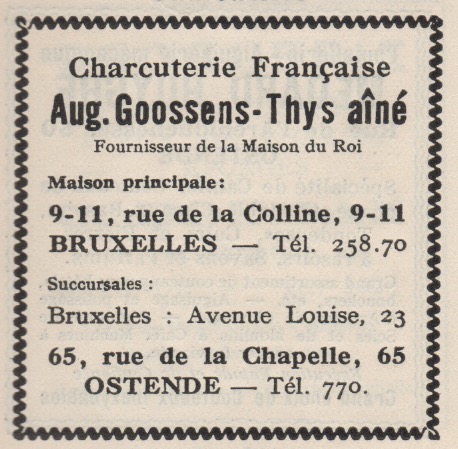 Charcuterie Française
Aug. Goossens-Thys aîné
Fournisseur de la Maison du Roi
Maison principale:
9-11, rue de la Colline, 9-11
BRUXELLES — Tél. 258.70
Succursales :
Bruxelles : Avenue Louise, 23
65, rue de la Chapelle, 65
OSTENDE — Tél. 770.